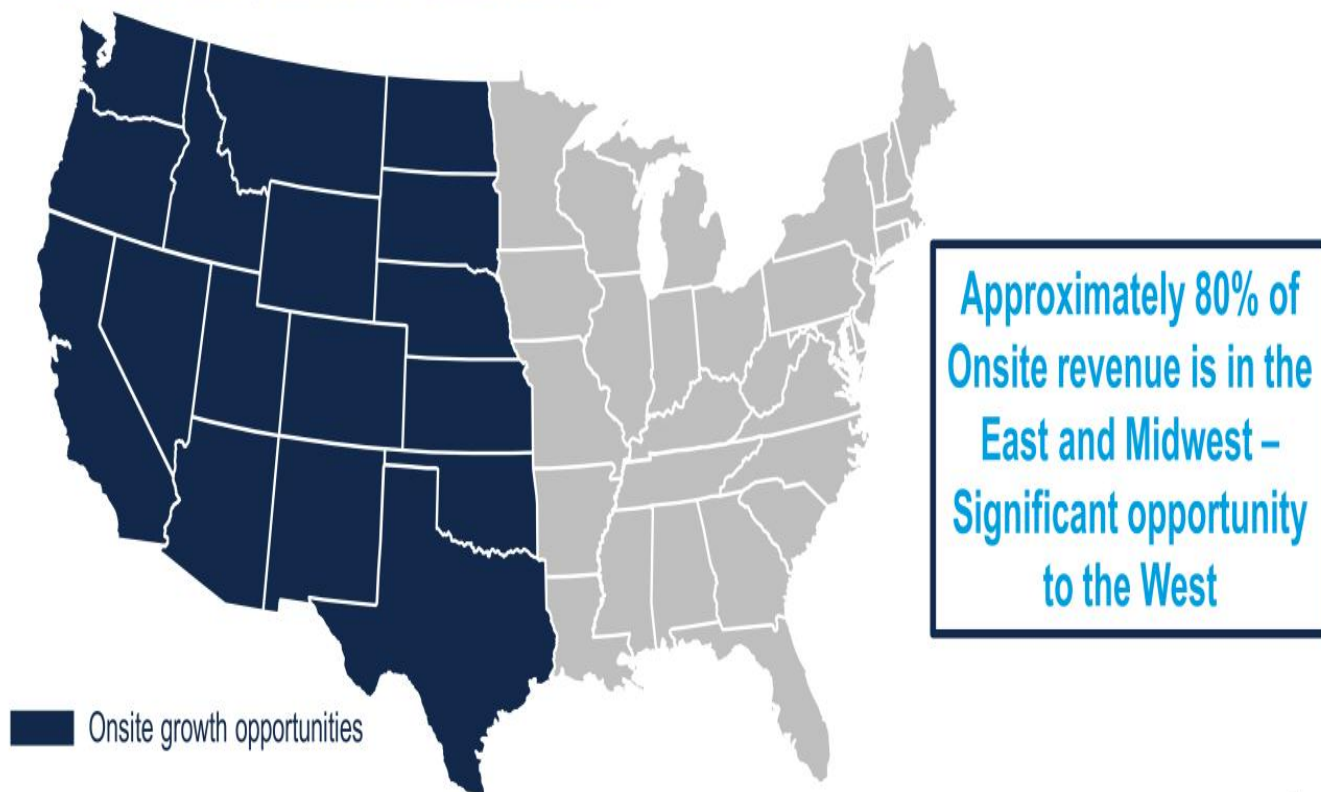 Approximately 80% of
Onsite revenue is in the
East and Midwest –
Significant opportunity
to the West
Onsite growth opportunities